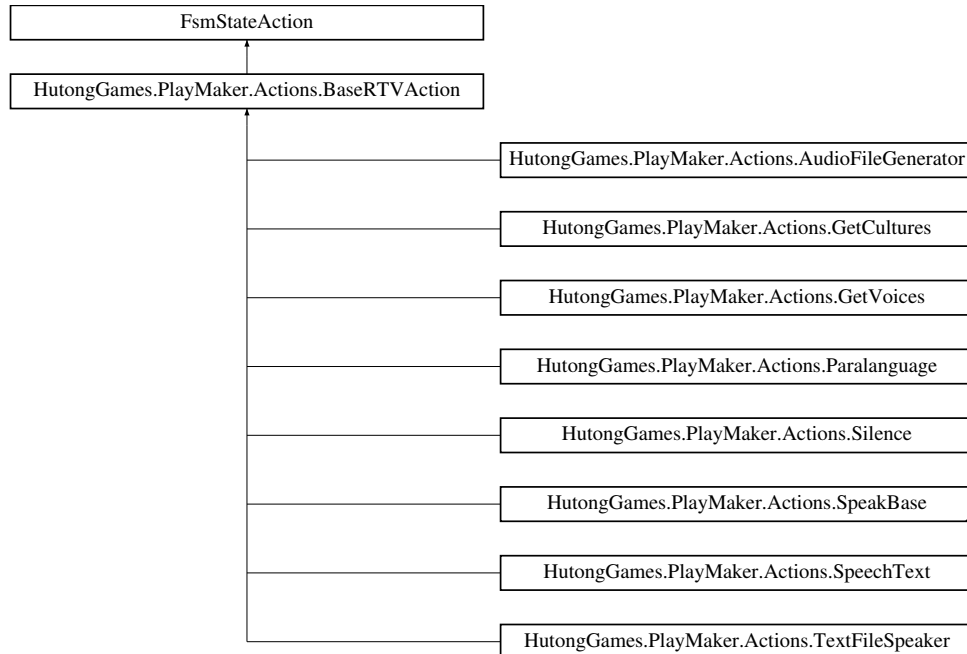 FsmStateAction
HutongGames.PlayMaker.Actions.BaseRTVAction
HutongGames.PlayMaker.Actions.AudioFileGenerator
HutongGames.PlayMaker.Actions.GetCultures
HutongGames.PlayMaker.Actions.GetVoices
HutongGames.PlayMaker.Actions.Paralanguage
HutongGames.PlayMaker.Actions.Silence
HutongGames.PlayMaker.Actions.SpeakBase
HutongGames.PlayMaker.Actions.SpeechText
HutongGames.PlayMaker.Actions.TextFileSpeaker